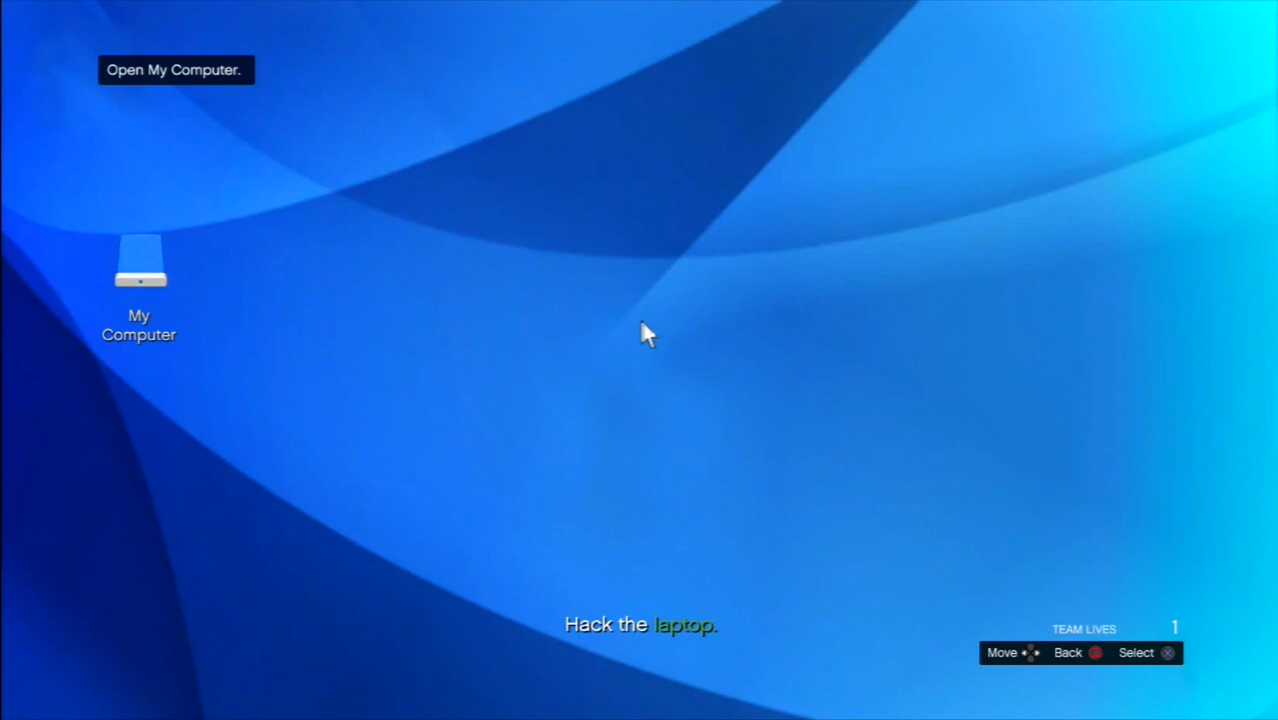 Open My Computer.
My
Computer
Hack the laptop.
TEAM LIVES 1
Move Back Select